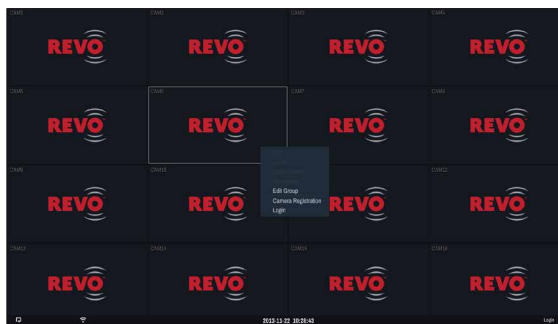 CAM1 CAM2 CAM3 CAM4
REVO REVO REVO REVO
CAM5 CAM6 CAM7 CAM8
REVO REVO REVO REVO
CAM9 CAM10 CAM12
REVO REVO REVO REVO
Edit Group
Camera Registration
Login
CAM13 CAM14 CAM15 CAM16
REVO REVO REVO REVO
2013-11-22 10:26:43 Login